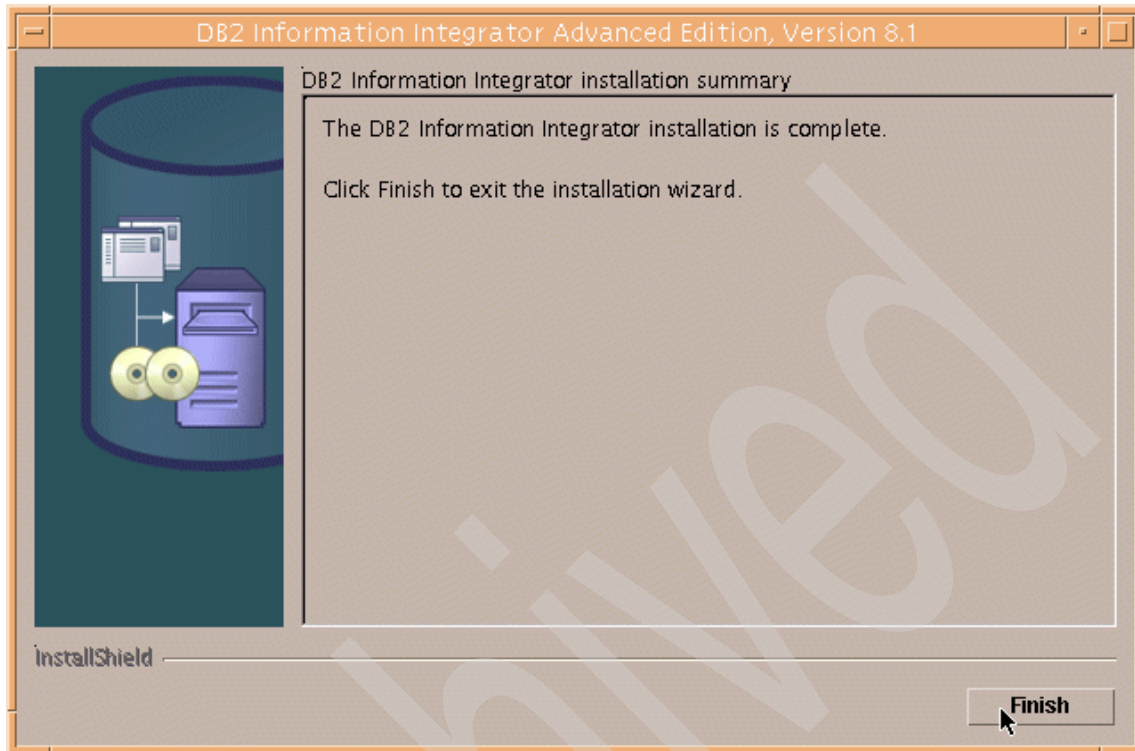 DB2 Information Integrator Advanced Edition, Version 8.1
DB2 Information Integrator installation summary
The DB2 Information Integrator installation is complete.
Click Finish to exit the installation wizard.
hived
InstallShield
Finish